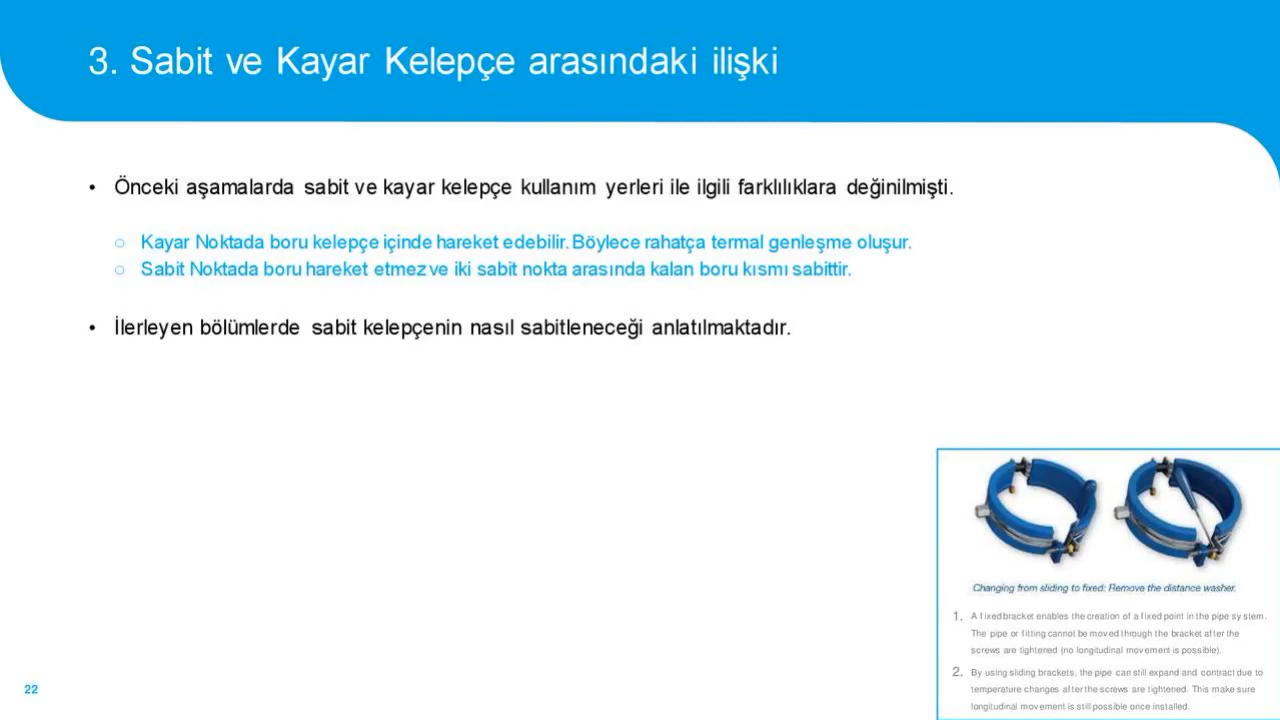 3. Sabit ve Kayar Kelepçe arasındaki ilişki
• Önceki aşamalarda sabit ve kayar kelepçe kullanım yerleri ile ilgili farklılıklara değinilmişti.
○ Kayar Noktada boru kelepçe içinde hareket edebilir. Böylece rahatça termal genleşme oluşur.
○ Sabit Noktada boru hareket etmez ve iki sabit nokta arasında kalan boru kısmı sabittir.
• İlerleyen bölümlerde sabit kelepçenin nasıl sabitleneceği anlatılmaktadır.
Changing from sliding to fixed: Remove the distance washer.
1. A fixed bracket enables the creation of a fixed point in the pipe system.
The pipe or fitting cannot be moved through the bracket after the
screws are tightened (no longitudinal movement is possible).
2. By using sliding brackets, the pipe can still expand and contract due to
temperature changes after the screws are tightened. This make sure
longitudinal movement is still possible once installed.
22